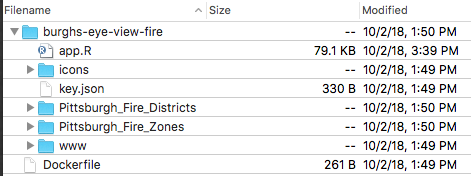 Filename Size Modified
burghs-eye-view-fire -- 10/2/18, 1:50 PM
app.R 79.1 KB 10/2/18, 3:39 PM
icons -- 10/2/18, 1:49 PM
key.json 330 B 10/2/18, 1:49 PM
Pittsburgh_Fire_Districts -- 10/2/18, 1:50 PM
Pittsburgh_Fire_Zones -- 10/2/18, 1:50 PM
www -- 10/2/18, 1:49 PM
Dockerfile 261 B 10/2/18, 1:49 PM